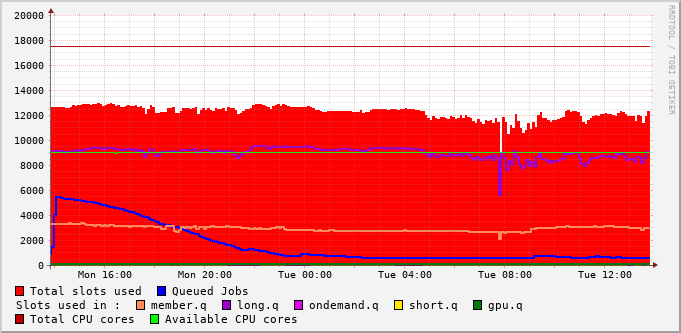 20000
18000
16000
14000
12000
10000
8000
6000
4000
2000
0
Mon 16:00 Mon 20:00 Tue 00:00 Tue 04:00 Tue 08:00 Tue 12:00
Total slots used Queued Jobs
Slots used in : member.q long.q ondemand.q short.q gpu.q
Total CPU cores Available CPU cores
RRDTOOL / TOBI OETIKER